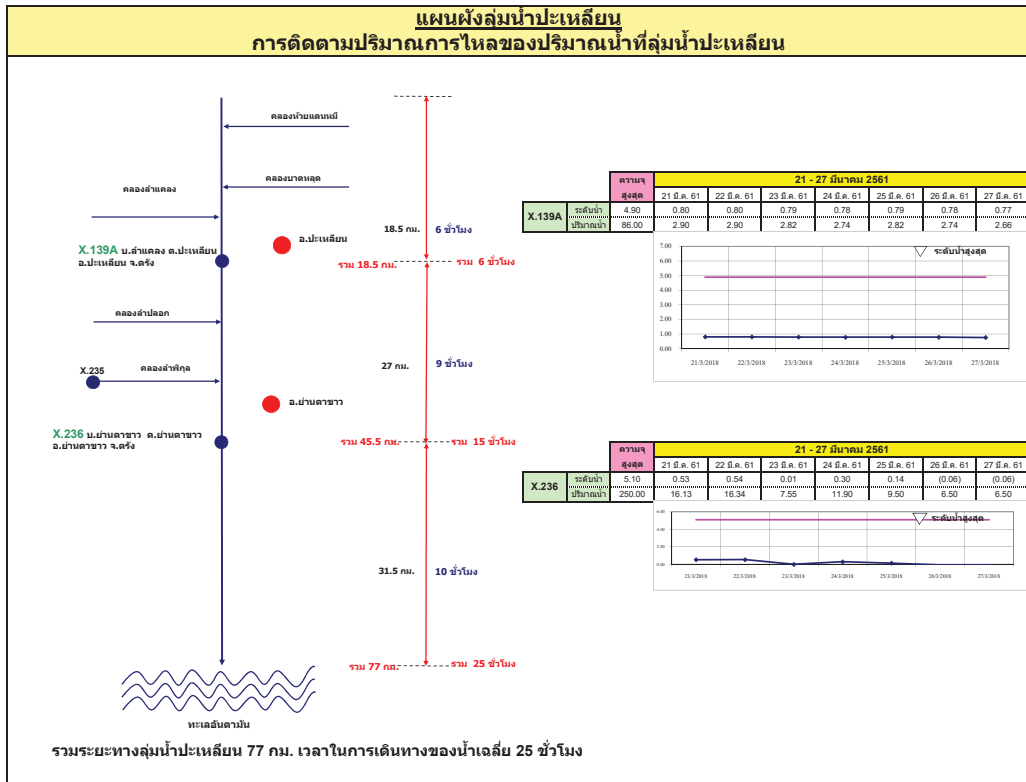 แผนผังลุ่มน้ำปะเหลียน
การติดตามปริมาณการไหลของปริมาณน้ำที่ลุ่มน้ำปะเหลียน
คลองห้วยแดนหมี
คลองบาดหลุด
คลองลำแคลง
18.5 กม. 6 ชั่วโมง
อ.ปะเหลียน
X.139A บ.ลำแคลง ต.ปะเหลียน
อ.ปะเหลียน จ.ตรัง
รวม 18.5 กม. รวม 6 ชั่วโมง
คลองลำปลอก
X.235 คลองลำพิกุล
27 กม. 9 ชั่วโมง
อ.ย่านตาขาว
X.236 บ.ย่านตาขาว ต.ย่านตาขาว
อ.ย่านตาขาว จ.ตรัง
รวม 45.5 กม. รวม 15 ชั่วโมง
31.5 กม. 10 ชั่วโมง
รวม 77 กม. รวม 25 ชั่วโมง
ทะเลอันดามัน
ความจุ 21 - 27 มีนาคม 2561
สูงสุด 21 มี.ค. 61 22 มี.ค. 61 23 มี.ค. 61 24 มี.ค. 61 25 มี.ค. 61 26 มี.ค. 61 27 มี.ค. 61
X.139A
ระดับน้ำ 4.90 0.80 0.80 0.79 0.78 0.79 0.78 0.77
ปริมาณน้ำ 86.00 2.90 2.90 2.82 2.74 2.82 2.74 2.66
ระดับน้ำสูงสุด
7.00
6.00
5.00
4.00
3.00
2.00
1.00
0.00
21/3/2018 22/3/2018 23/3/2018 24/3/2018 25/3/2018 26/3/2018 27/3/2018
ความจุ 21 - 27 มีนาคม 2561
สูงสุด 21 มี.ค. 61 22 มี.ค. 61 23 มี.ค. 61 24 มี.ค. 61 25 มี.ค. 61 26 มี.ค. 61 27 มี.ค. 61
X.236
ระดับน้ำ 5.10 0.53 0.54 0.01 0.30 0.14 (0.06) (0.06)
ปริมาณน้ำ 250.00 16.13 16.34 7.55 11.90 9.50 6.50 6.50
ระดับน้ำสูงสุด
6.00
4.00
2.00
0.00
21/3/2018 22/3/2018 23/3/2018 24/3/2018 25/3/2018 26/3/2018 27/3/2018
รวมระยะทางลุ่มน้ำปะเหลียน 77 กม. เวลาในการเดินทางของน้ำเฉลี่ย 25 ชั่วโมง